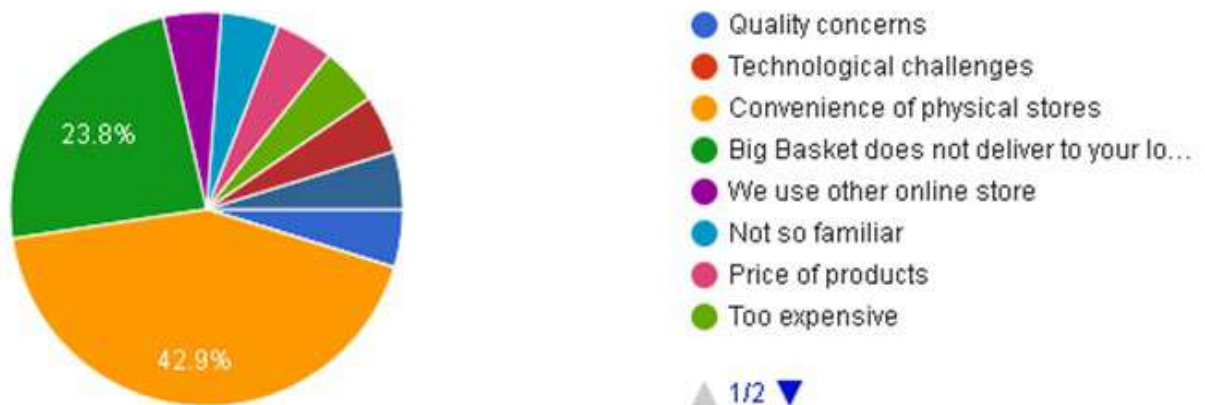 23.8%
42.9%
Quality concerns
Technological challenges
Convenience of physical stores
Big Basket does not deliver to your lo...
We use other online store
Not so familiar
Price of products
Too expensive
1/2